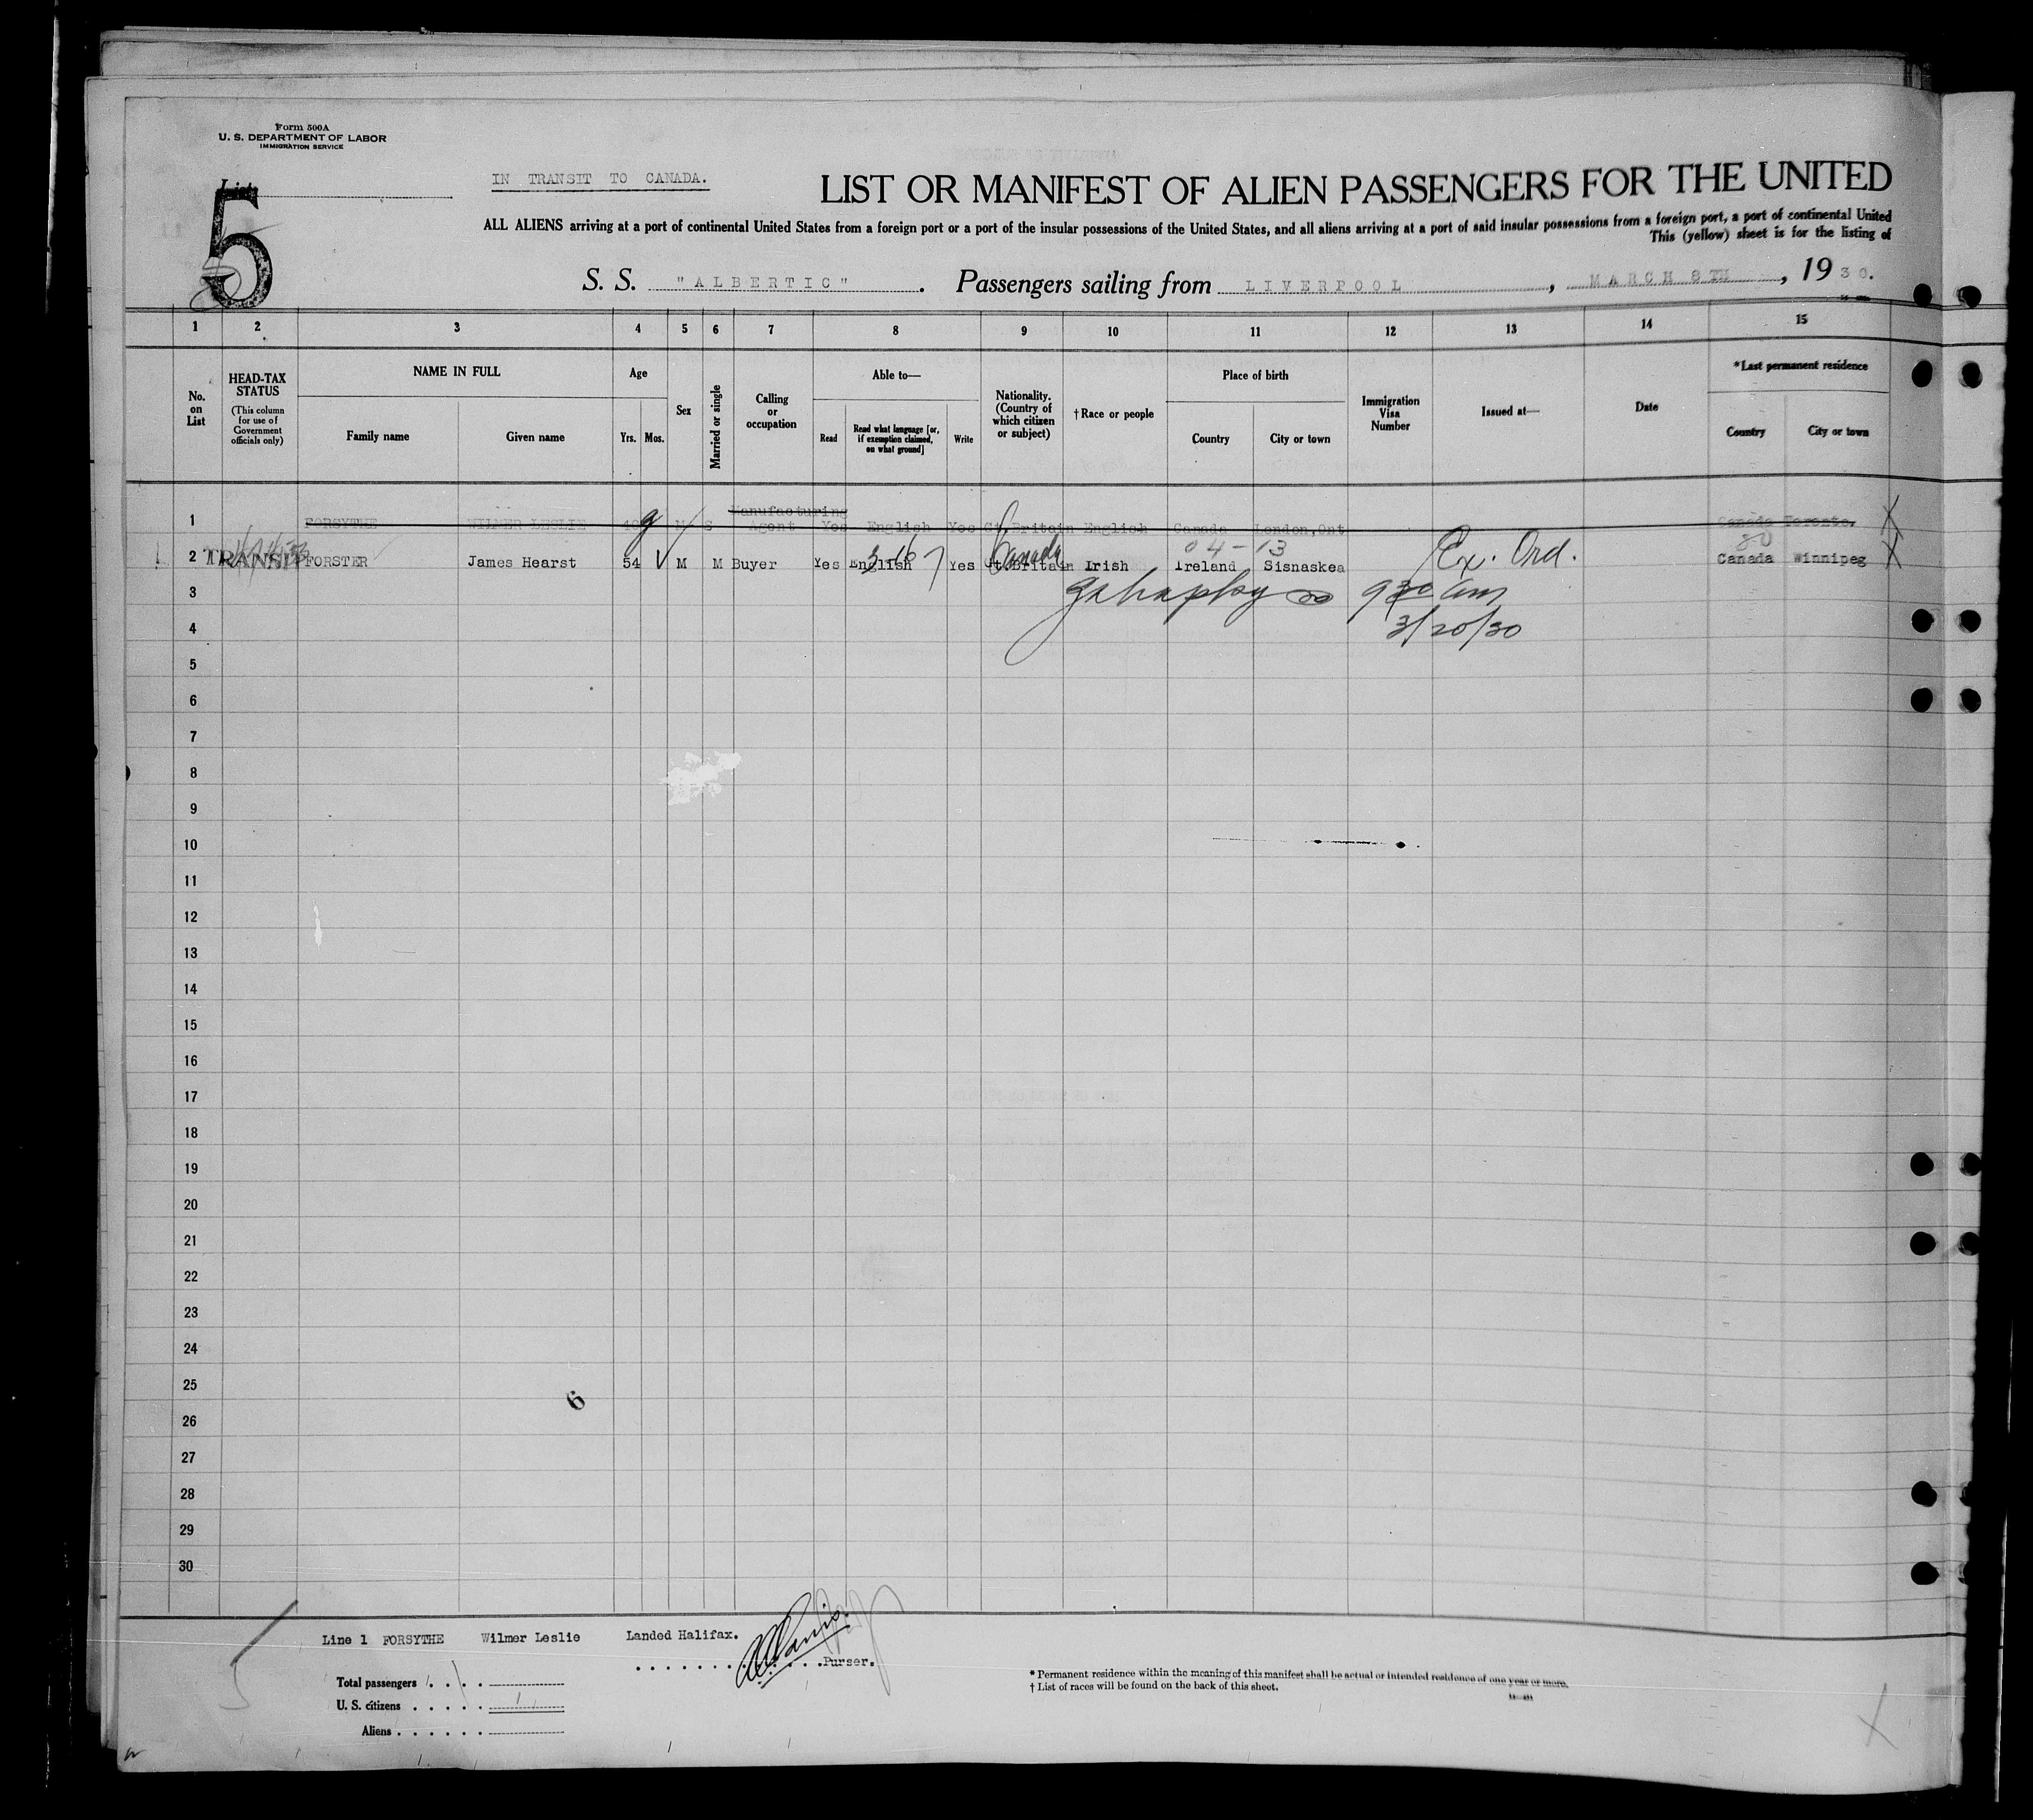 Form 500A
U. S. DEPARTMENT OF LABOR
IMMIGRATION SERVICE
List
5
IN TRANSIT TO CANADA.
LIST OR MANIFEST OF ALIEN PASSENGERS FOR THE UNITED
ALL ALIENS arriving at a port of continental United States from a foreign port or a port of the insular possessions of the United States, and all aliens arriving at a port of said insular possessions from a foreign port, a port of continental United
This (yellow) sheet is for the listing of
S. S. "ALBERTIC". Passengers sailing from LIVERPOOL, MARCH 8TH, 1930.
1 2 3 4 5 6 7 8 9 10 11 12 13 14 15
No. on List
HEAD-TAX STATUS (This column for use of Government officials only)
NAME IN FULL
Family name Given name
Age
Yrs. Mos.
Sex
Married or single
Calling or occupation
Able to—
Read Read what language [or, if exemption claimed, on what ground] Write
Nationality. (Country of which citizen or subject)
†Race or people
Place of birth
Country City or town
Immigration Visa Number
Issued at—
Date
*Last permanent residence
Country City or town
Manufacturing
1 FORSYTHE WILMER LESLIE M S Agent Yes English Yes Gt.Britain English Canada London,Ont Canada Toronto. X
04-13
80
2 TRANSIT FORSTER James Hearst 54 M M Buyer Yes English Yes Gt.Britain Canada Irish Ireland Sisnaskea Ex. Ord. Canada Winnipeg X
3 9 30 am
4 3/20/30
5
6
7
8
9
10
11
12
13
14
15
16
17
18
19
20
21
22
23
24
25
6
26
27
28
29
30
Line 1 FORSYTHE Wilmer Leslie Landed Halifax.
Purser.
Total passengers
U. S. citizens
Aliens
* Permanent residence within the meaning of this manifest shall be actual or intended residence of one year or more.
† List of races will be found on the back of this sheet.
X